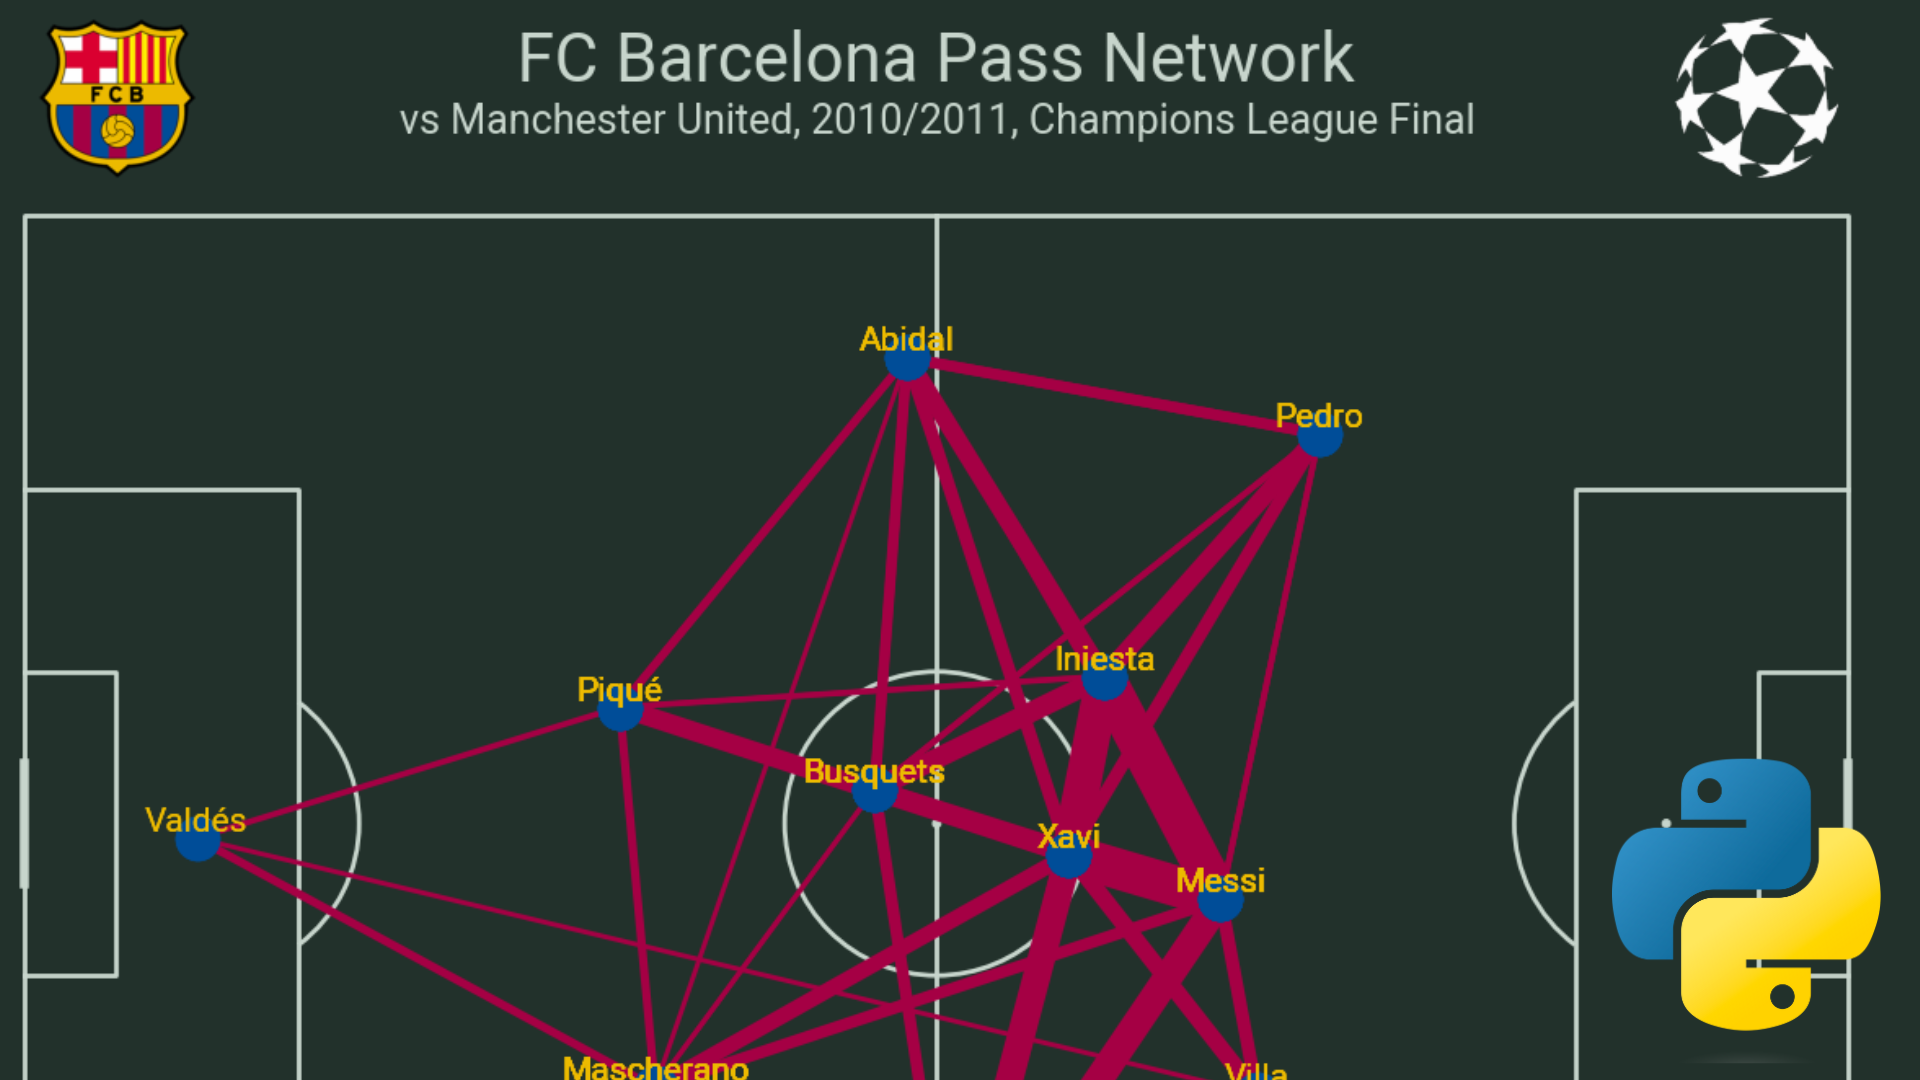 FCB
FC Barcelona Pass Network
vs Manchester United, 2010/2011, Champions League Final
Abidal
Pedro
Iniesta
Piqué
Busquets
Valdés
Xavi
Messi
Mascherano
Villa